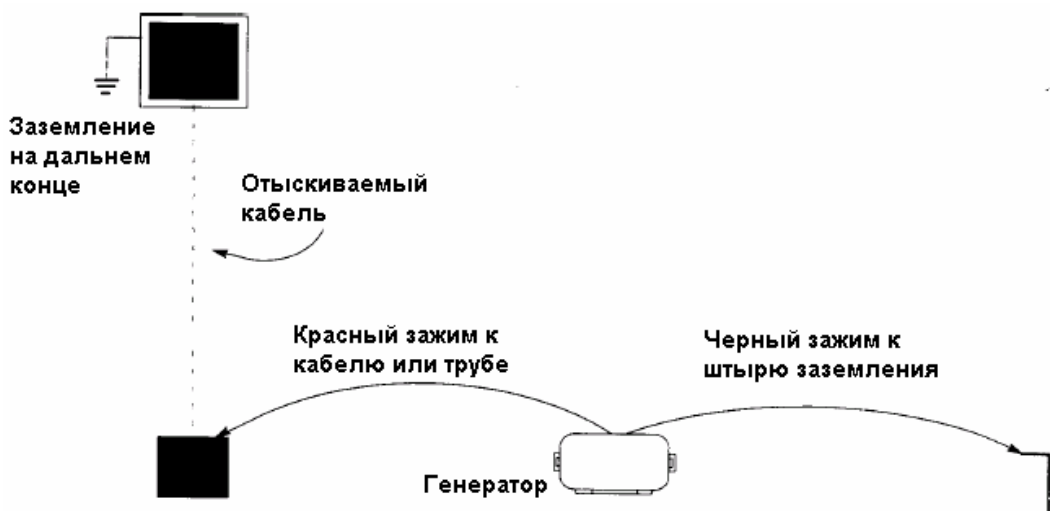 Заземление
на дальнем
конце
Отыскиваемый
кабель
Красный зажим к
кабелю или трубе
Черный зажим к
штырю заземления
Генератор